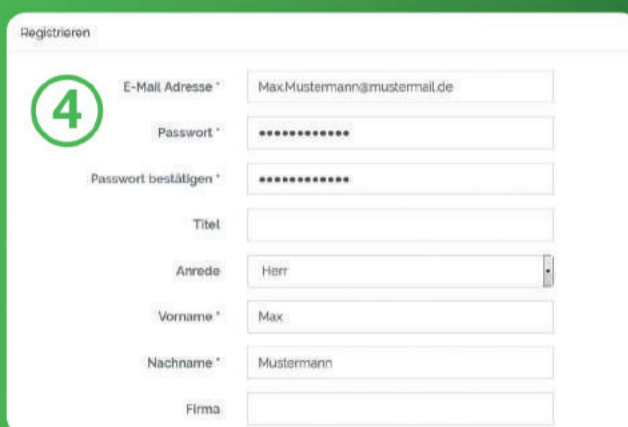 Registrieren
4
E-Mail Adresse * Max.Mustermann@mustermail.de
Passwort * ••••••••••••
Passwort bestätigen * ••••••••••••
Titel
Anrede Herr
Vorname * Max
Nachname * Mustermann
Firma